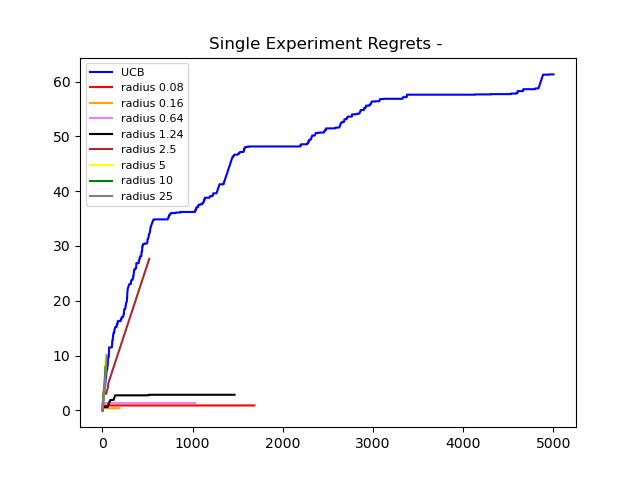 Single Experiment Regrets -
UCB
radius 0.08
radius 0.16
radius 0.64
radius 1.24
radius 2.5
radius 5
radius 10
radius 25
60
50
40
30
20
10
0
0 1000 2000 3000 4000 5000